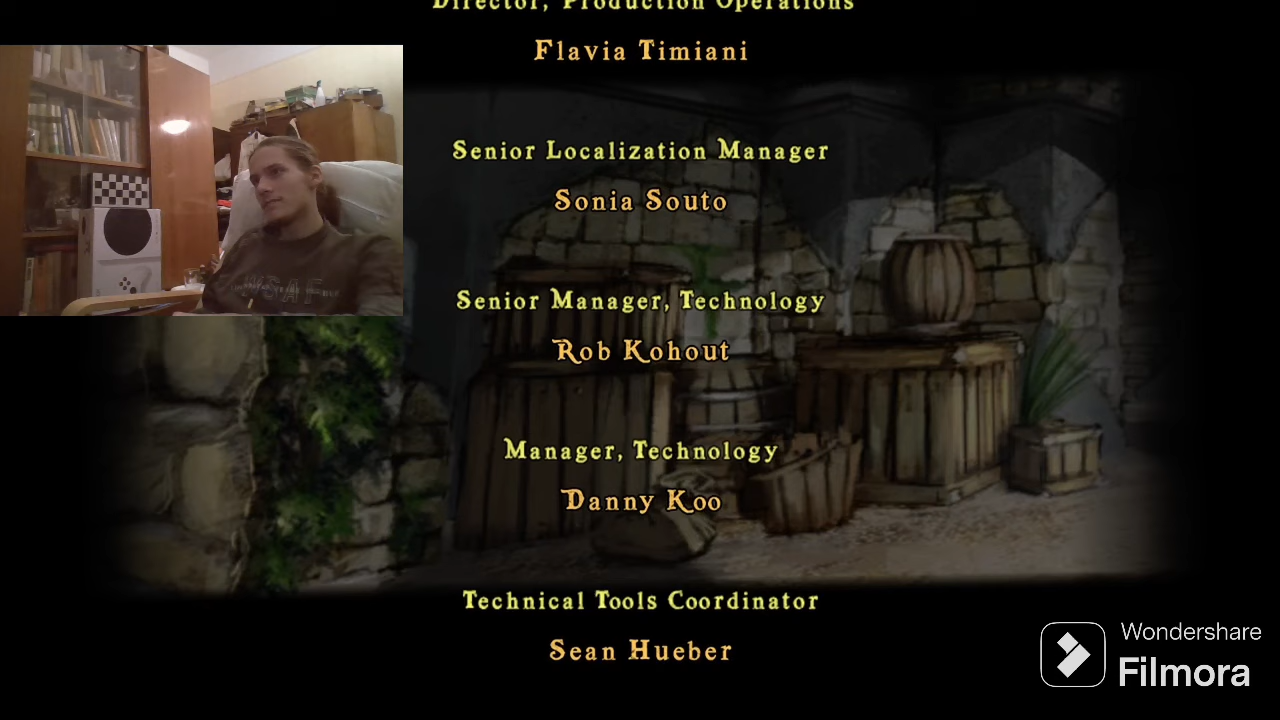 Director, Production Operations
Flavia Timiani
Senior Localization Manager
Sonia Souto
Senior Manager, Technology
Rob Kohout
Manager, Technology
Danny Koo
Technical Tools Coordinator
Sean Hueber
Wondershare
Filmora